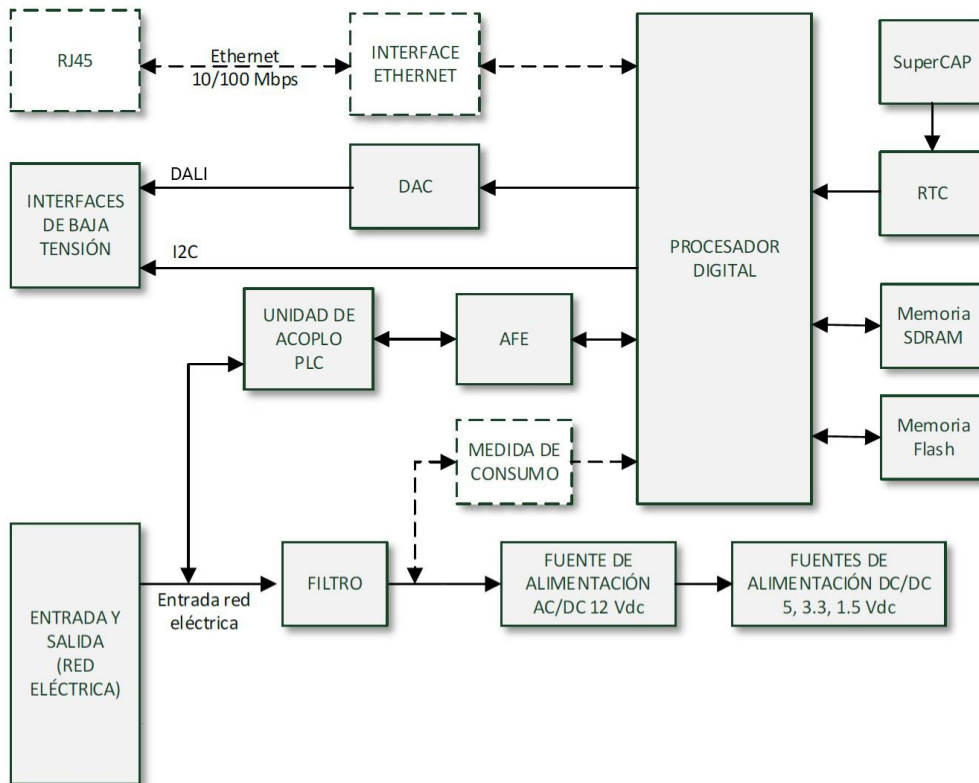 RJ45
Ethernet
10/100 Mbps
INTERFACE
ETHERNET
SuperCAP
INTERFACES
DE BAJA
TENSIÓN
DALI
DAC
I2C
PROCESADOR
DIGITAL
RTC
UNIDAD DE
ACOPLO
PLC
AFE
Memoria
SDRAM
MEDIDA DE
CONSUMO
Memoria
Flash
ENTRADA Y
SALIDA
(RED
ELÉCTRICA)
Entrada red
eléctrica
FILTRO
FUENTE DE
ALIMENTACIÓN
AC/DC 12 Vdc
FUENTES DE
ALIMENTACIÓN DC/DC
5, 3.3, 1.5 Vdc